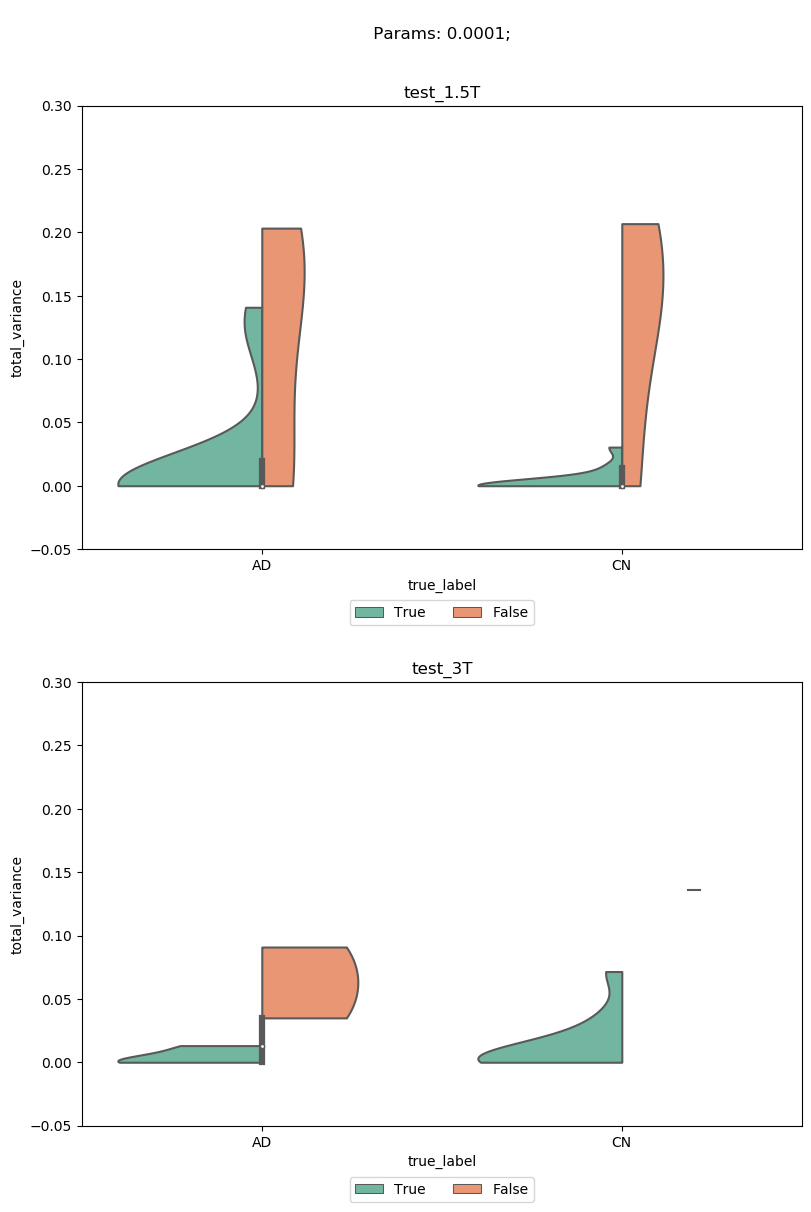 Params: 0.0001;
test_1.5T
0.30
0.25
0.20
0.15
0.10
0.05
0.00
−0.05
total_variance
AD CN
true_label
True False
test_3T
0.30
0.25
0.20
0.15
0.10
0.05
0.00
−0.05
total_variance
AD CN
true_label
True False